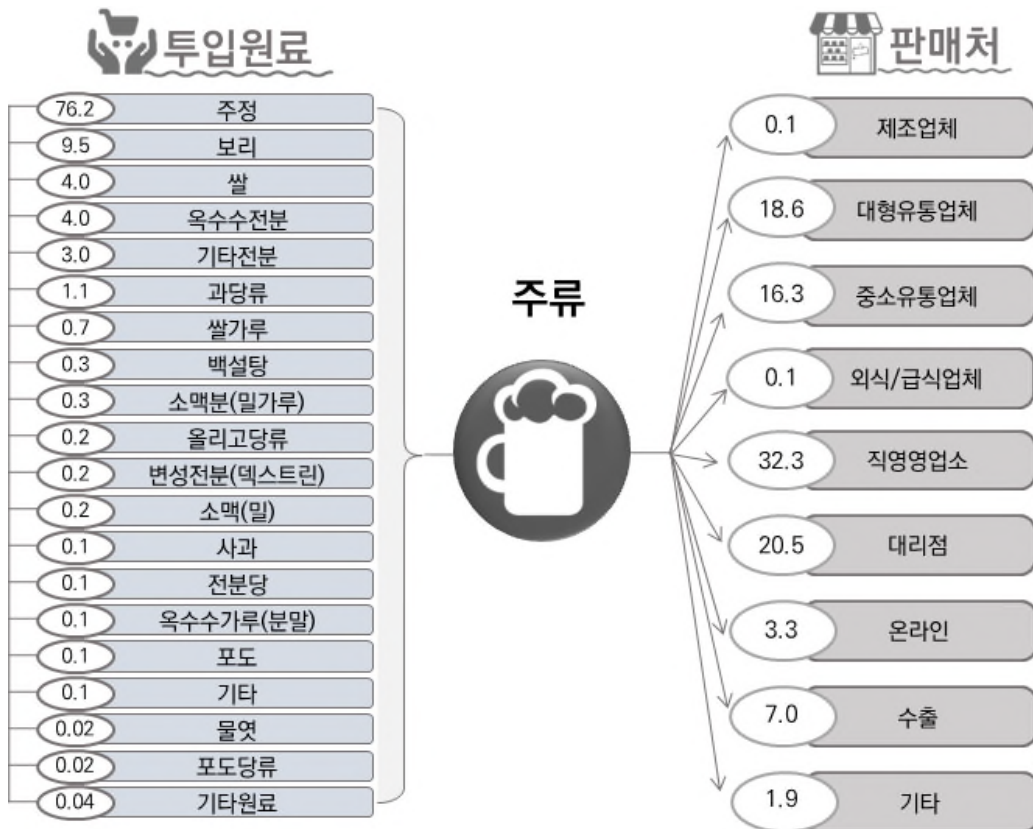 투입원료
76.2 주정
9.5 보리
4.0 쌀
4.0 옥수수전분
3.0 기타전분
1.1 과당류
0.7 쌀가루
0.3 백설탕
0.3 소맥분(밀가루)
0.2 올리고당류
0.2 변성전분(덱스트린)
0.2 소맥(밀)
0.1 사과
0.1 전분당
0.1 옥수수가루(분말)
0.1 포도
0.1 기타
0.02 물엿
0.02 포도당류
0.04 기타원료
주류
판매처
0.1 제조업체
18.6 대형유통업체
16.3 중소유통업체
0.1 외식/급식업체
32.3 직영영업소
20.5 대리점
3.3 온라인
7.0 수출
1.9 기타